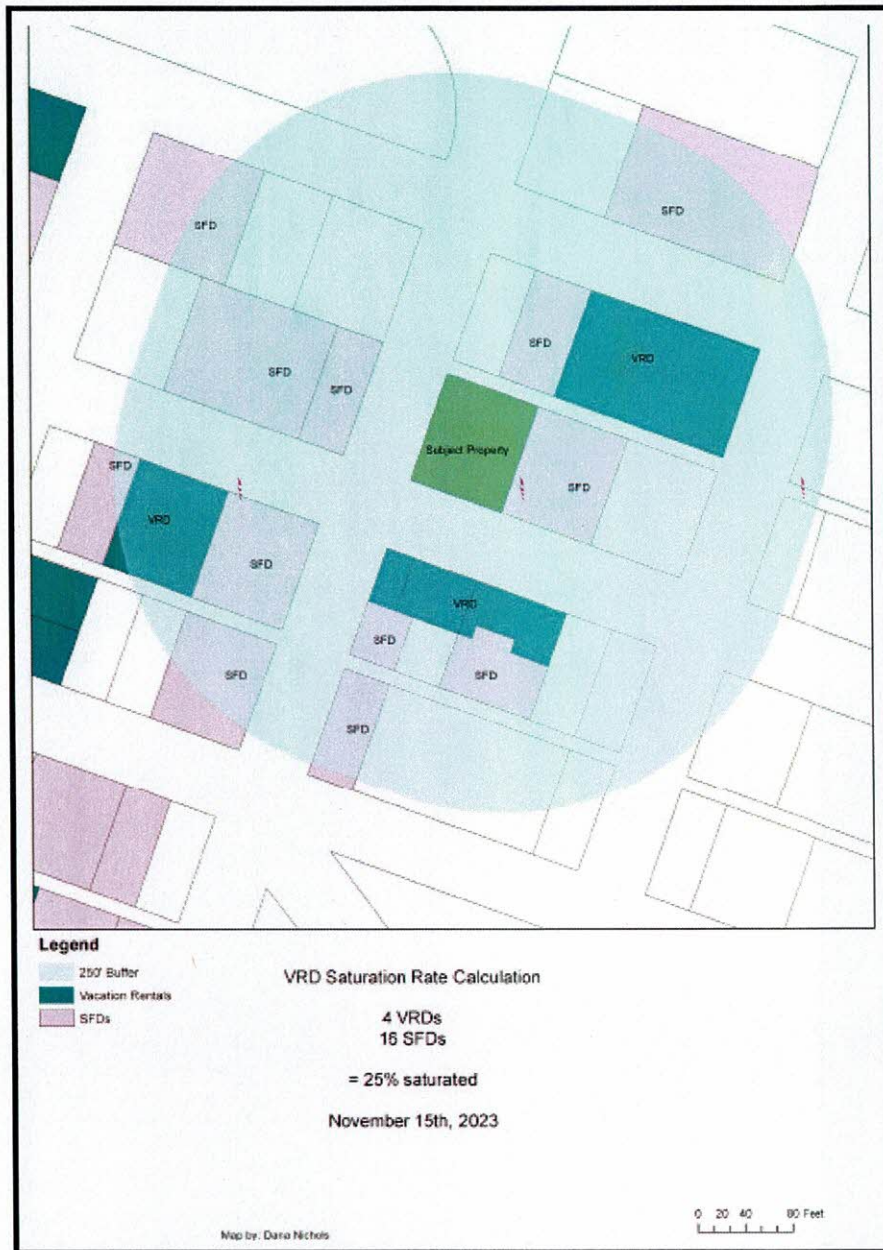 SFD
SFD
SFD
VRD
SFD
SFD
Subject Property
SFD
SFD
VRD
SFD
VRD
SFD
SFD
SFD
SFD
Legend
250' Buffer
Vacation Rentals
SFDs
VRD Saturation Rate Calculation
4 VRDs
16 SFDs
= 25% saturated
November 15th, 2023
Map by: Dana Nichols
0 20 40 80 Feet